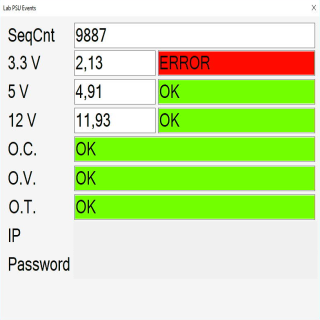 Lab PSU Events X
SeqCnt 9887
3.3 V 2,13 ERROR
5 V 4,91 OK
12 V 11,93 OK
O.C. OK
O.V. OK
O.T. OK
IP
Password